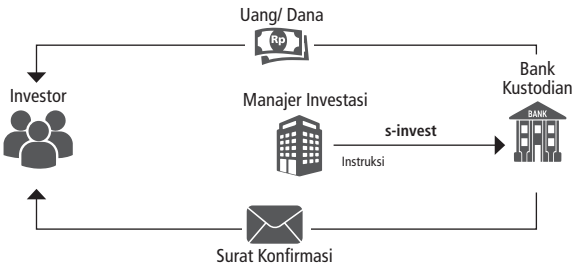 Uang/ Dana
Rp
Investor
Manajer Investasi
Bank
Kustodian
BANK
s-invest
Instruksi
Surat Konfirmasi